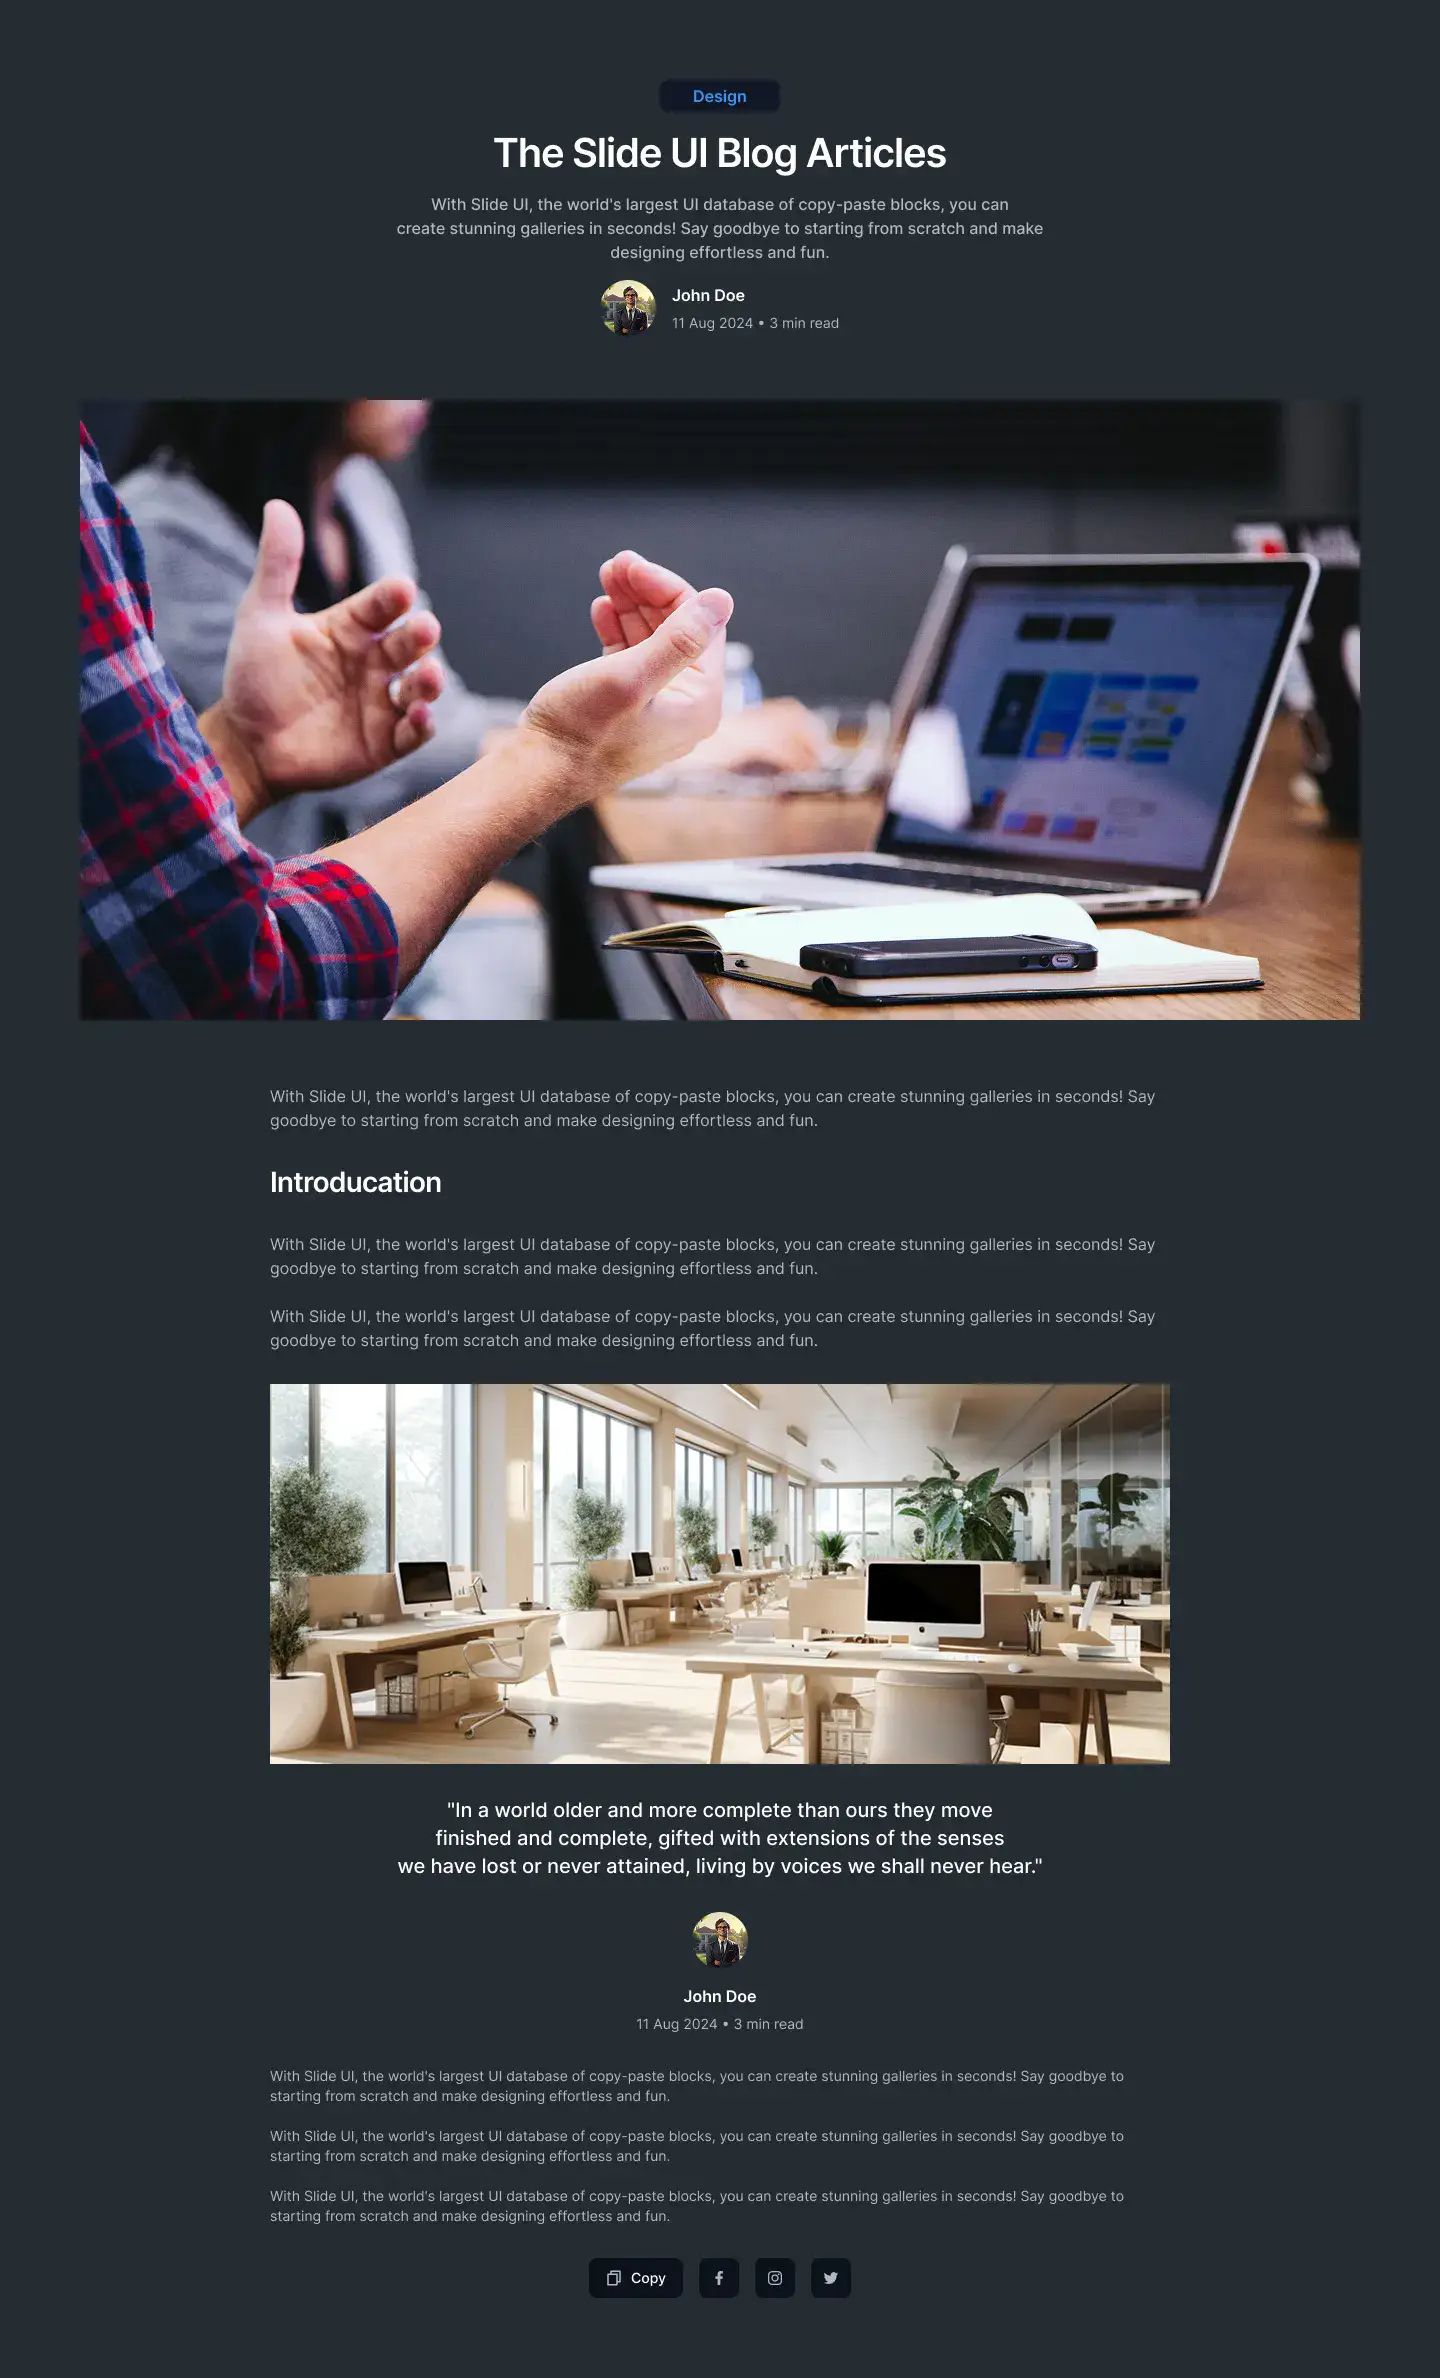 Design
The Slide UI Blog Articles
With Slide UI, the world's largest UI database of copy-paste blocks, you can
create stunning galleries in seconds! Say goodbye to starting from scratch and make
designing effortless and fun.
John Doe
11 Aug 2024 • 3 min read
With Slide UI, the world's largest UI database of copy-paste blocks, you can create stunning galleries in seconds! Say
goodbye to starting from scratch and make designing effortless and fun.
Introducation
With Slide UI, the world's largest UI database of copy-paste blocks, you can create stunning galleries in seconds! Say
goodbye to starting from scratch and make designing effortless and fun.
With Slide UI, the world's largest UI database of copy-paste blocks, you can create stunning galleries in seconds! Say
goodbye to starting from scratch and make designing effortless and fun.
"In a world older and more complete than ours they move
finished and complete, gifted with extensions of the senses
we have lost or never attained, living by voices we shall never hear."
John Doe
11 Aug 2024 • 3 min read
With Slide UI, the world's largest UI database of copy-paste blocks, you can create stunning galleries in seconds! Say goodbye to
starting from scratch and make designing effortless and fun.
With Slide UI, the world's largest UI database of copy-paste blocks, you can create stunning galleries in seconds! Say goodbye to
starting from scratch and make designing effortless and fun.
With Slide UI, the world's largest UI database of copy-paste blocks, you can create stunning galleries in seconds! Say goodbye to
starting from scratch and make designing effortless and fun.
Copy